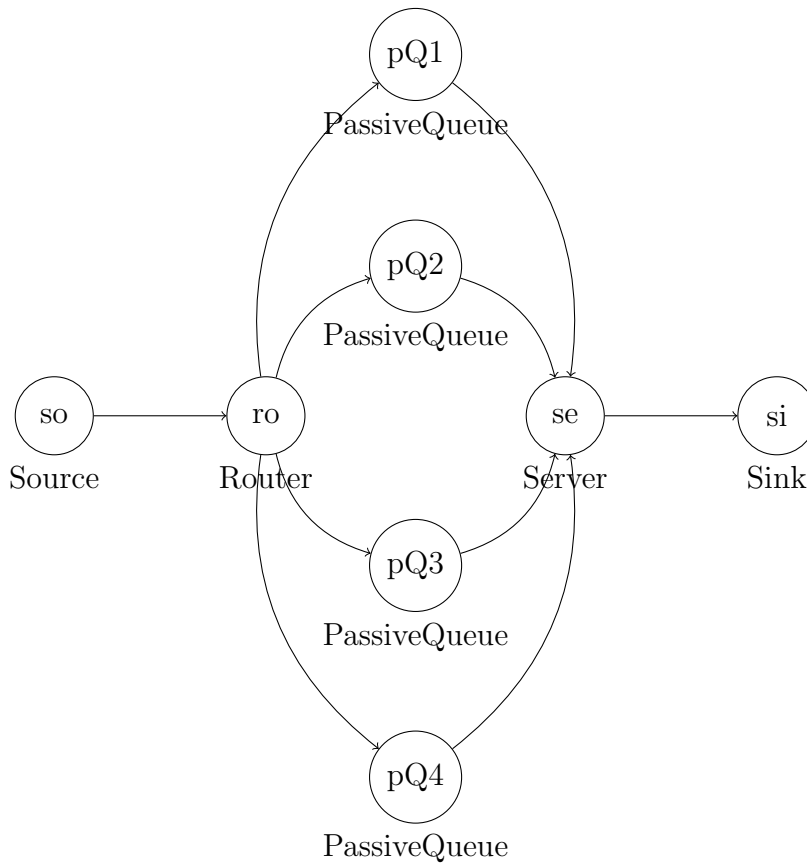 pQ1
PassiveQueue
pQ2
PassiveQueue
so
ro
se
si
Source
Router
Server
Sink
pQ3
PassiveQueue
pQ4
PassiveQueue